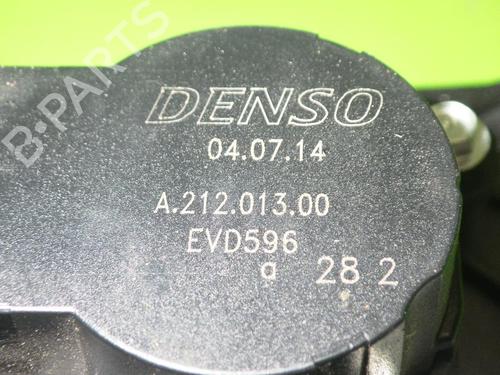 DENSO
04.07.14
A.212.013.00
EVD596
a 28 2
B-PARTS